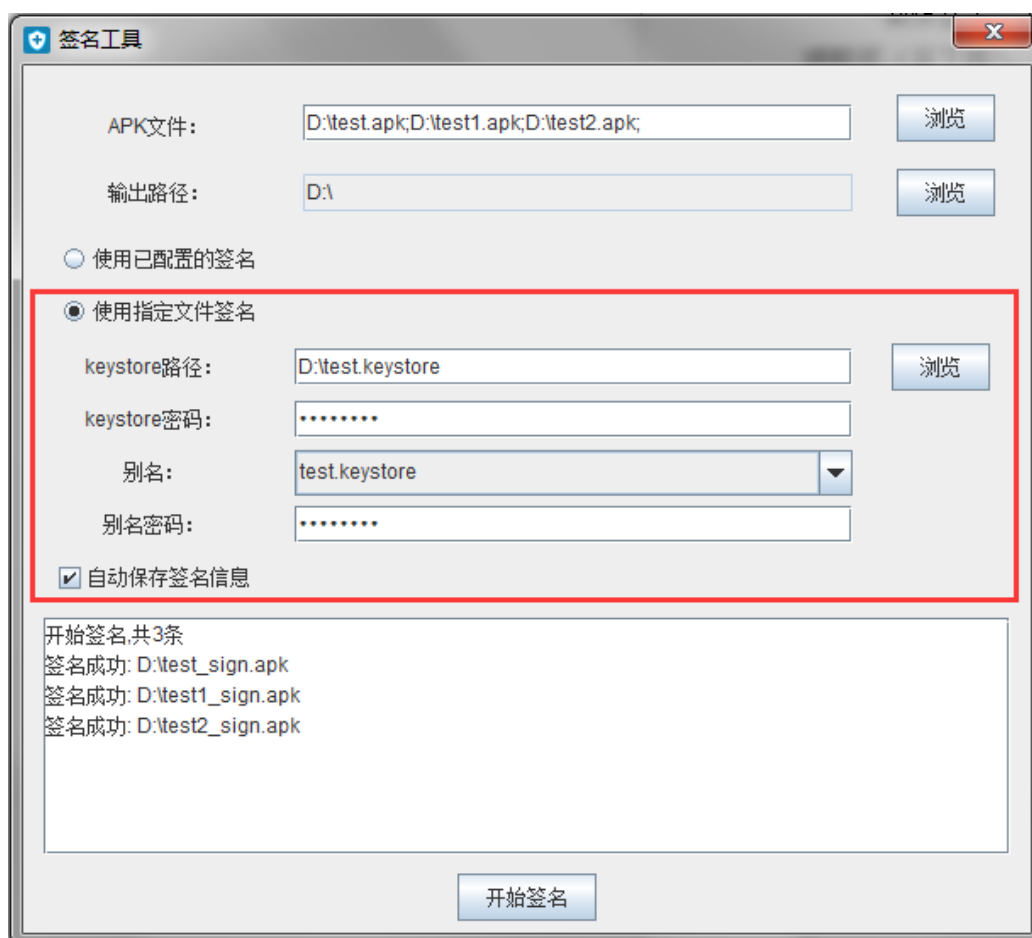 签名工具
APK文件: D:\test.apk;D:\test1.apk;D:\test2.apk; 浏览
输出路径: D:\ 浏览
使用已配置的签名
使用指定文件签名
keystore路径: D:\test.keystore 浏览
keystore密码: ••••••••
别名: test.keystore
别名密码: ••••••••
自动保存签名信息
开始签名,共3条
签名成功: D:\test_sign.apk
签名成功: D:\test1_sign.apk
签名成功: D:\test2_sign.apk
开始签名